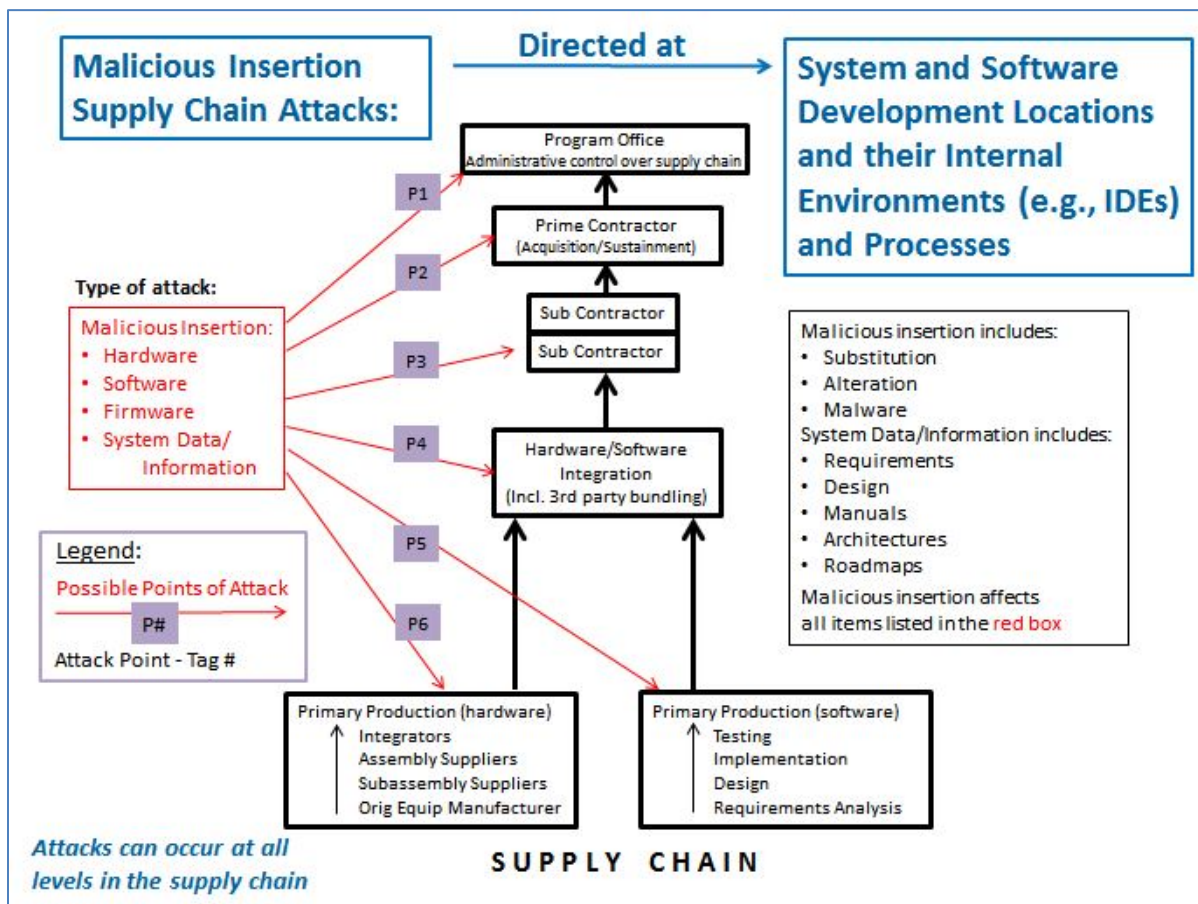 Malicious Insertion
Supply Chain Attacks:
Directed at
System and Software
Development Locations
and their Internal
Environments (e.g., IDEs)
and Processes
Program Office
Administrative control over supply chain
P1
Prime Contractor
(Acquisition/Sustainment)
P2
Type of attack:
Malicious Insertion:
• Hardware
• Software
• Firmware
• System Data/
Information
Sub Contractor
Sub Contractor
P3
P4
Hardware/Software
Integration
(Incl. 3rd party bundling)
Malicious insertion includes:
• Substitution
• Alteration
• Malware
System Data/Information includes:
• Requirements
• Design
• Manuals
• Architectures
• Roadmaps
Malicious insertion affects
all items listed in the red box
Legend:
Possible Points of Attack
P#
Attack Point - Tag #
P5
P6
Primary Production (hardware)
Integrators
Assembly Suppliers
Subassembly Suppliers
Orig Equip Manufacturer
Primary Production (software)
Testing
Implementation
Design
Requirements Analysis
Attacks can occur at all
levels in the supply chain
SUPPLY CHAIN